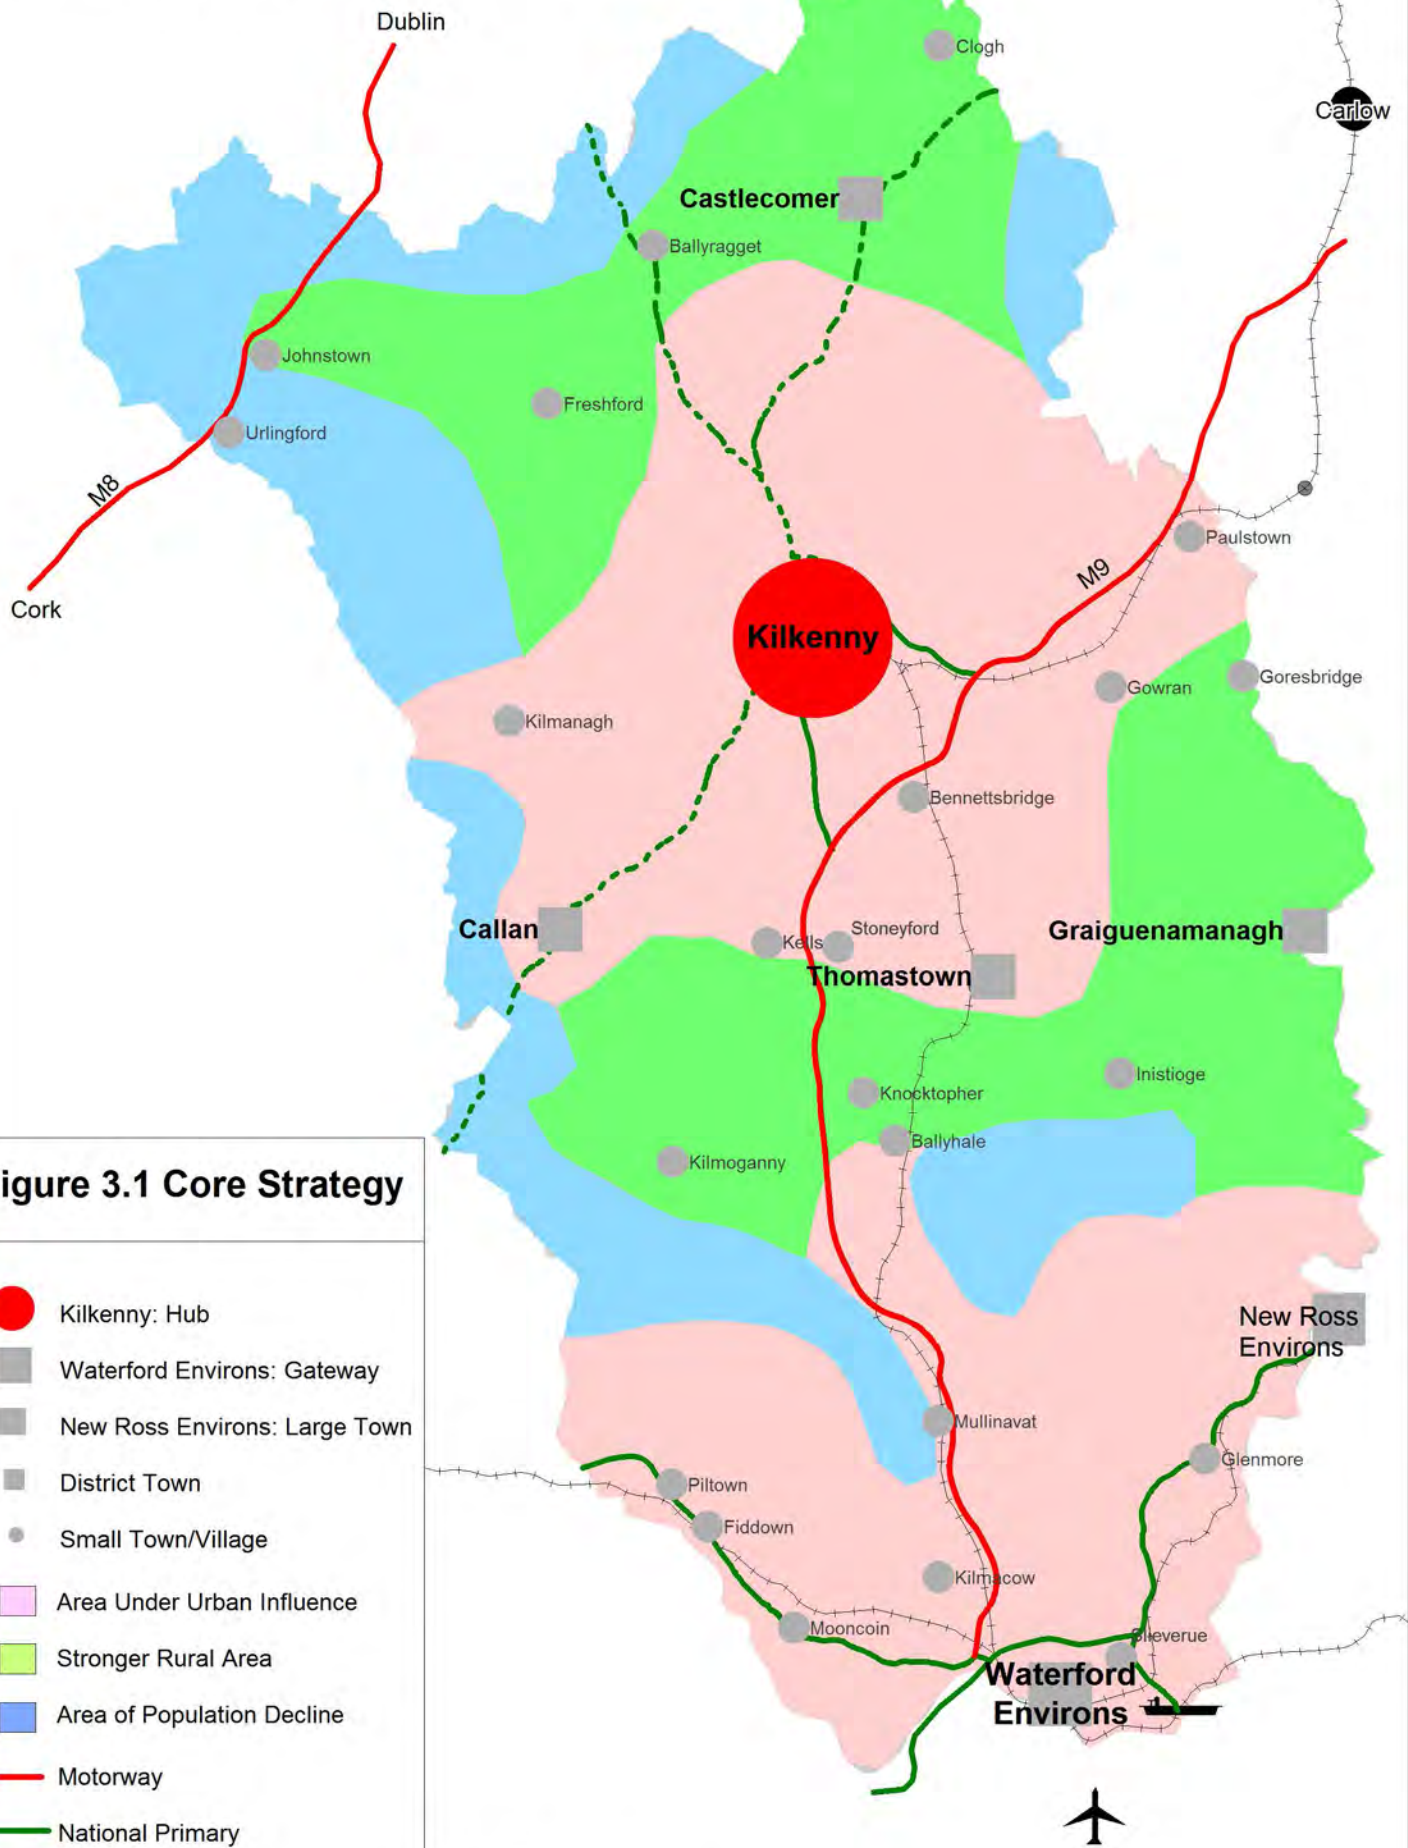 Dublin
Clogh
Carlow
Castlecomer
Ballyragget
Johnstown
Freshford
Urlingford
M8
Cork
Paulstown
M9
Kilkenny
Gowran
Goresbridge
Kilmanagh
Bennettsbridge
Callan
Kells
Stoneyford
Graiguenamanagh
Thomastown
Inistioge
Knocktopher
Ballyhale
Kilmoganny
igure 3.1 Core Strategy
Kilkenny: Hub
Waterford Environs: Gateway
New Ross Environs: Large Town
District Town
Small Town/Village
Area Under Urban Influence
Stronger Rural Area
Area of Population Decline
Motorway
National Primary
New Ross
Environs
Mullinavat
Glenmore
Piltown
Fiddown
Kilmacow
Mooncoin
Slieverue
Waterford
Environs